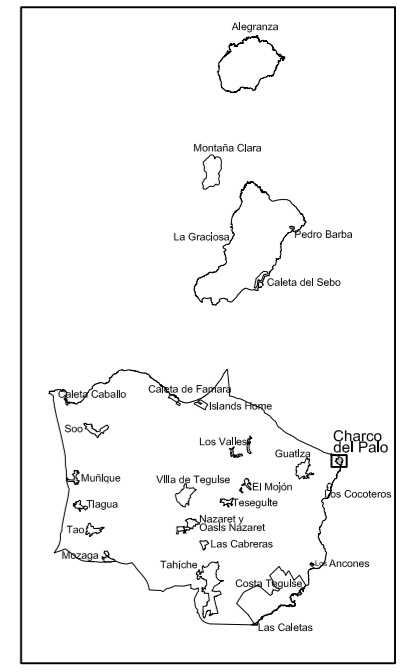 Alegranza
Montaña Clara
La Graciosa
Pedro Barba
Caleta del Sebo
Caleta Caballo
Caleta de Famara
Islands Home
Soo
Los Valles
Guatiza
Charco
del Palo
Muñique
Villa de Teguise
El Mojón
Los Cocoteros
Tiagua
Teseguite
Tao
Nazaret y
Oasis Nazaret
Las Cabreras
Mozaga
Tahiche
Los Ancones
Costa Teguise
Las Caletas